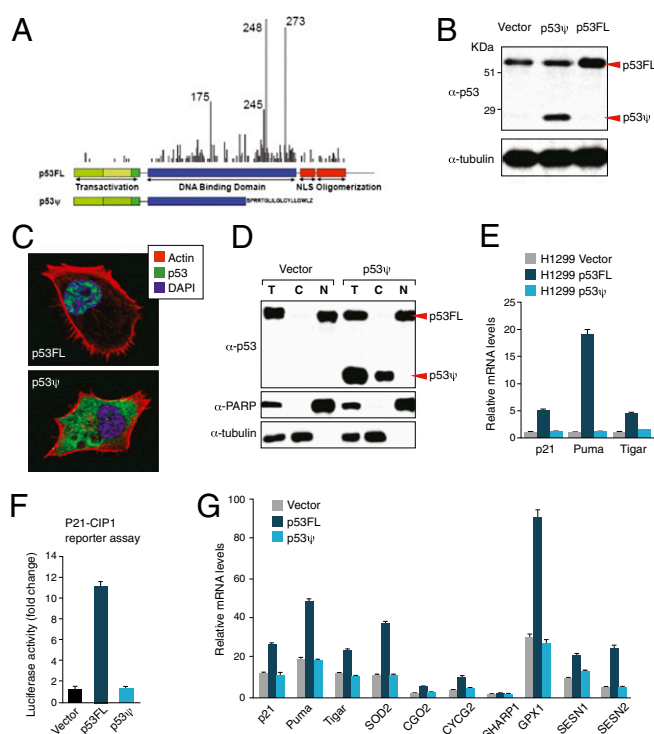 A
248
273
175
245
p53FL
Transactivation
DNA Binding Domain
NLS Oligomerization
p53ψ
SPRRTGLILGLCYLLGWLZ
B
Vector
p53ψ
p53FL
KDa
51
29
α-p53
p53FL
p53ψ
α-tubulin
C
Actin
p53
DAPI
p53FL
p53ψ
D
Vector
p53ψ
T C N T C N
α-p53
p53FL
p53ψ
α-PARP
α-tubulin
E
H1299 Vector
H1299 p53FL
H1299 p53ψ
Relative mRNA levels
25
20
15
10
5
0
p21 Puma Tigar
F
P21-CIP1
reporter assay
Luciferase activity (fold change)
14
12
10
8
6
4
2
0
Vector
p53FL
p53ψ
G
Vector
p53FL
p53ψ
Relative mRNA levels
100
80
60
40
20
0
p21
Puma
Tigar
SOD2
CGO2
CYCG2
SHARP1
GPX1
SESN1
SESN2